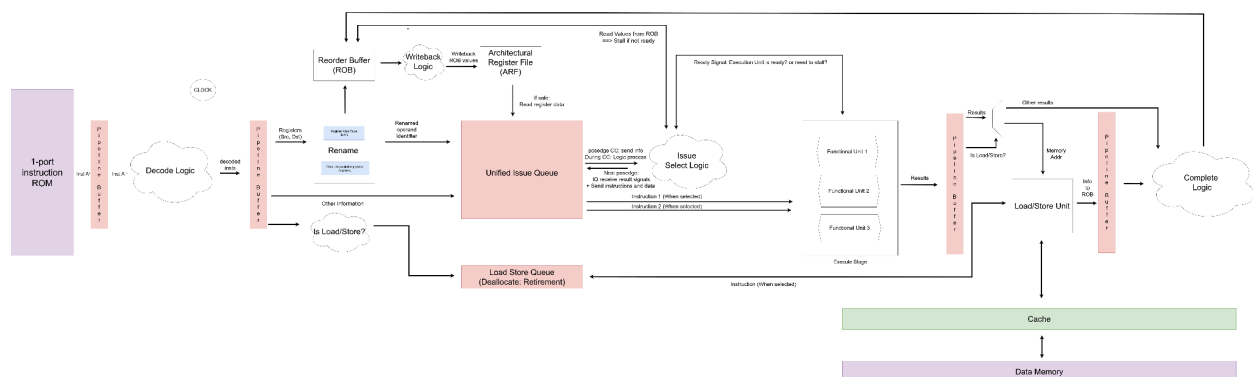 Read Values from ROB
==> Stall if not ready
Reorder Buffer
(ROB)
Writeback
Logic
Writeback
ROB values
Architectural
Register File
(ARF)
Ready Signal: Execution Unit is ready? or need to stall?
CLOCK
If safe:
Read register data
Other results
Results
1-port
instruction
ROM
Inst A
Pipeline Buffer
Inst A
Decode Logic
decoded
insts
Pipeline Buffer
Registers
(Src, Dst)
Rename
Renamed
operand
Identifier
Unified Issue Queue
posedge CC: send info
During CC: Logic process
Next posedge:
IQ receive result signals
+ Send instructions and data
Issue
Select Logic
Functional Unit 1
Functional Unit 2
Functional Unit 3
Execute Stage
Results
Pipeline Buffer
Is Load/Store?
Memory
Addr
Load/Store Unit
Info
to
ROB
Pipeline Buffer
Complete
Logic
Other Information
Instruction 1 (When selected)
Instruction 2 (When selected)
Is Load/Store?
Load Store Queue
(Deallocate: Retirement)
Instruction (When selected)
Cache
Data Memory